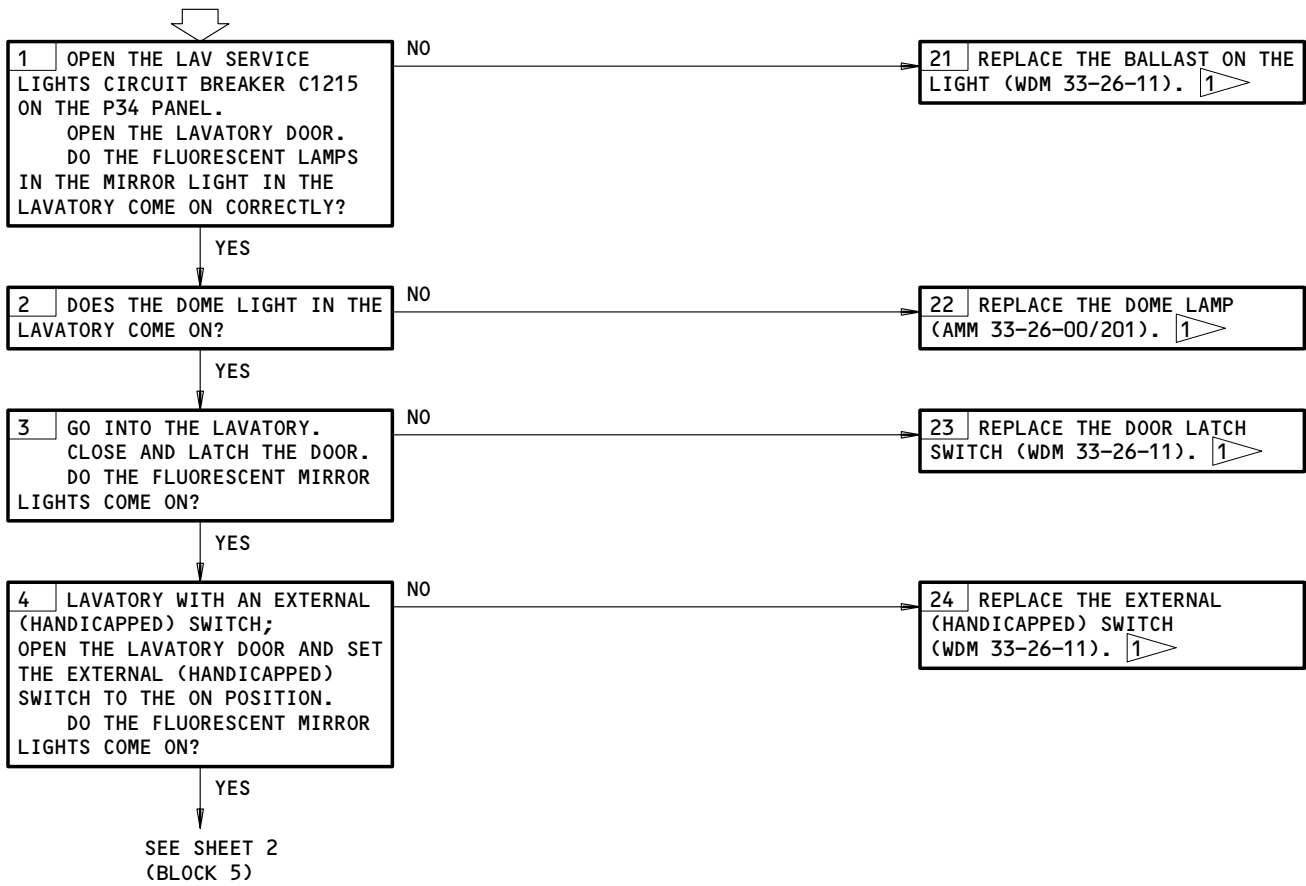 1 OPEN THE LAV SERVICE
LIGHTS CIRCUIT BREAKER C1215
ON THE P34 PANEL.
OPEN THE LAVATORY DOOR.
DO THE FLUORESCENT LAMPS
IN THE MIRROR LIGHT IN THE
LAVATORY COME ON CORRECTLY?
NO
21 REPLACE THE BALLAST ON THE
LIGHT (WDM 33-26-11). 1
YES
2 DOES THE DOME LIGHT IN THE
LAVATORY COME ON?
NO
22 REPLACE THE DOME LAMP
(AMM 33-26-00/201). 1
YES
3 GO INTO THE LAVATORY.
CLOSE AND LATCH THE DOOR.
DO THE FLUORESCENT MIRROR
LIGHTS COME ON?
NO
23 REPLACE THE DOOR LATCH
SWITCH (WDM 33-26-11). 1
YES
4 LAVATORY WITH AN EXTERNAL
(HANDICAPPED) SWITCH;
OPEN THE LAVATORY DOOR AND SET
THE EXTERNAL (HANDICAPPED)
SWITCH TO THE ON POSITION.
DO THE FLUORESCENT MIRROR
LIGHTS COME ON?
NO
24 REPLACE THE EXTERNAL
(HANDICAPPED) SWITCH
(WDM 33-26-11). 1
YES
SEE SHEET 2
(BLOCK 5)